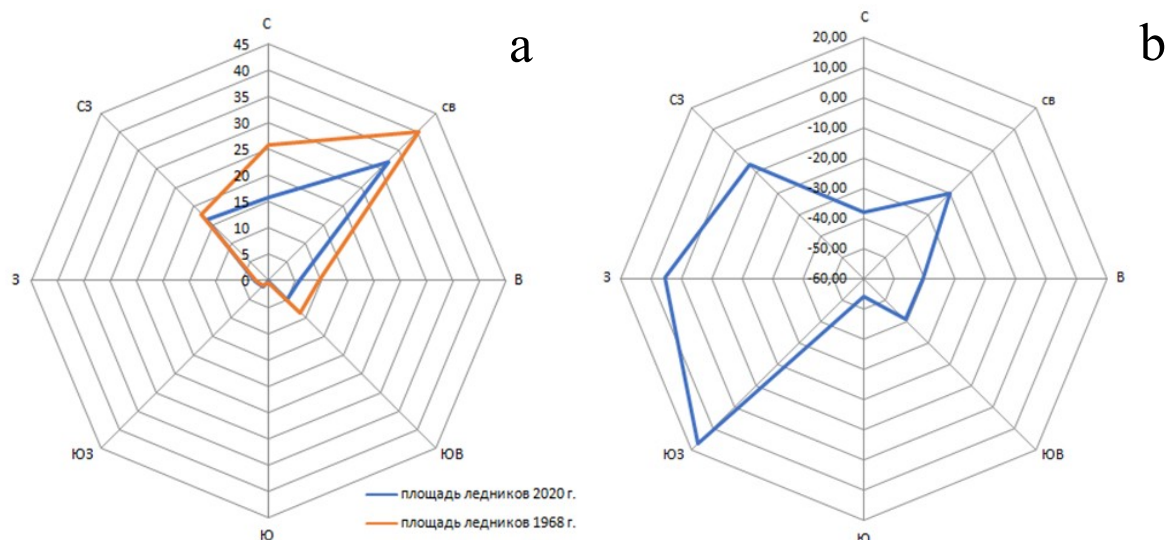 a
С
45
40
35
30
25
20
15
10
5
0
СВ
В
ЮВ
Ю
ЮЗ
З
СЗ
площадь ледников 2020 г.
площадь ледников 1968 г.
b
С
20,00
10,00
0,00
-10,00
-20,00
-30,00
-40,00
-50,00
-60,00
СВ
В
ЮВ
Ю
ЮЗ
З
СЗ